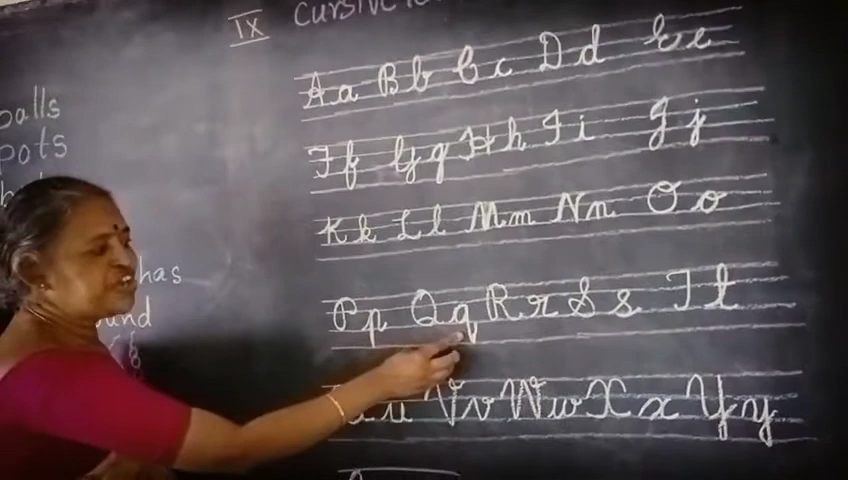 IX Cursive
balls
pots
Aa Bb Cc Dd Ee
Ff Gg Hh Ii Jj
Kk Ll Mm Nn Oo
has
Pp Qq Rr Ss Tt
u Vv Ww Xx Yy